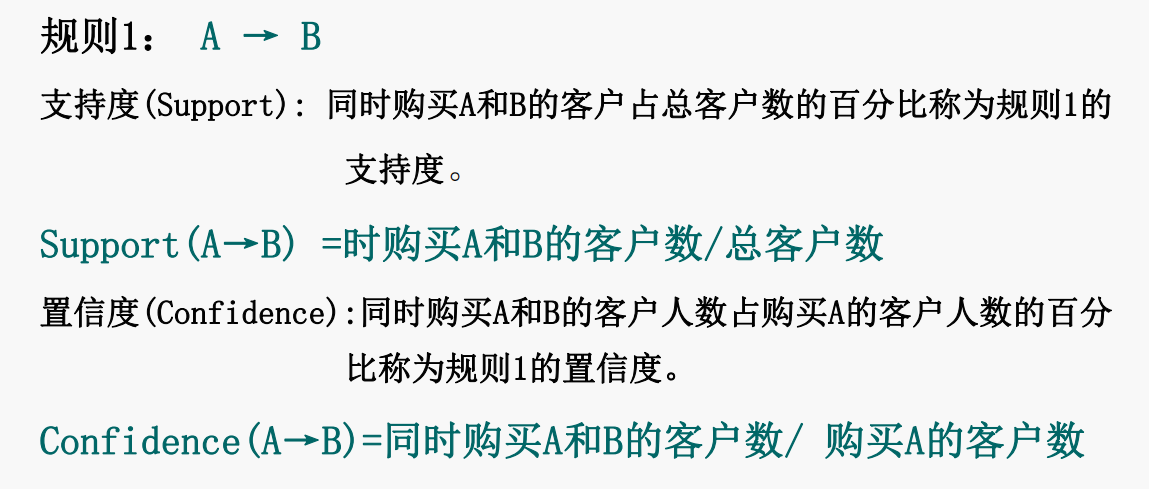 规则1： A → B
支持度(Support): 同时购买A和B的客户占总客户数的百分比称为规则1的
支持度。
Support(A→B) =时购买A和B的客户数/总客户数
置信度(Confidence):同时购买A和B的客户人数占购买A的客户人数的百分
比称为规则1的置信度。
Confidence(A→B)=同时购买A和B的客户数/ 购买A的客户数